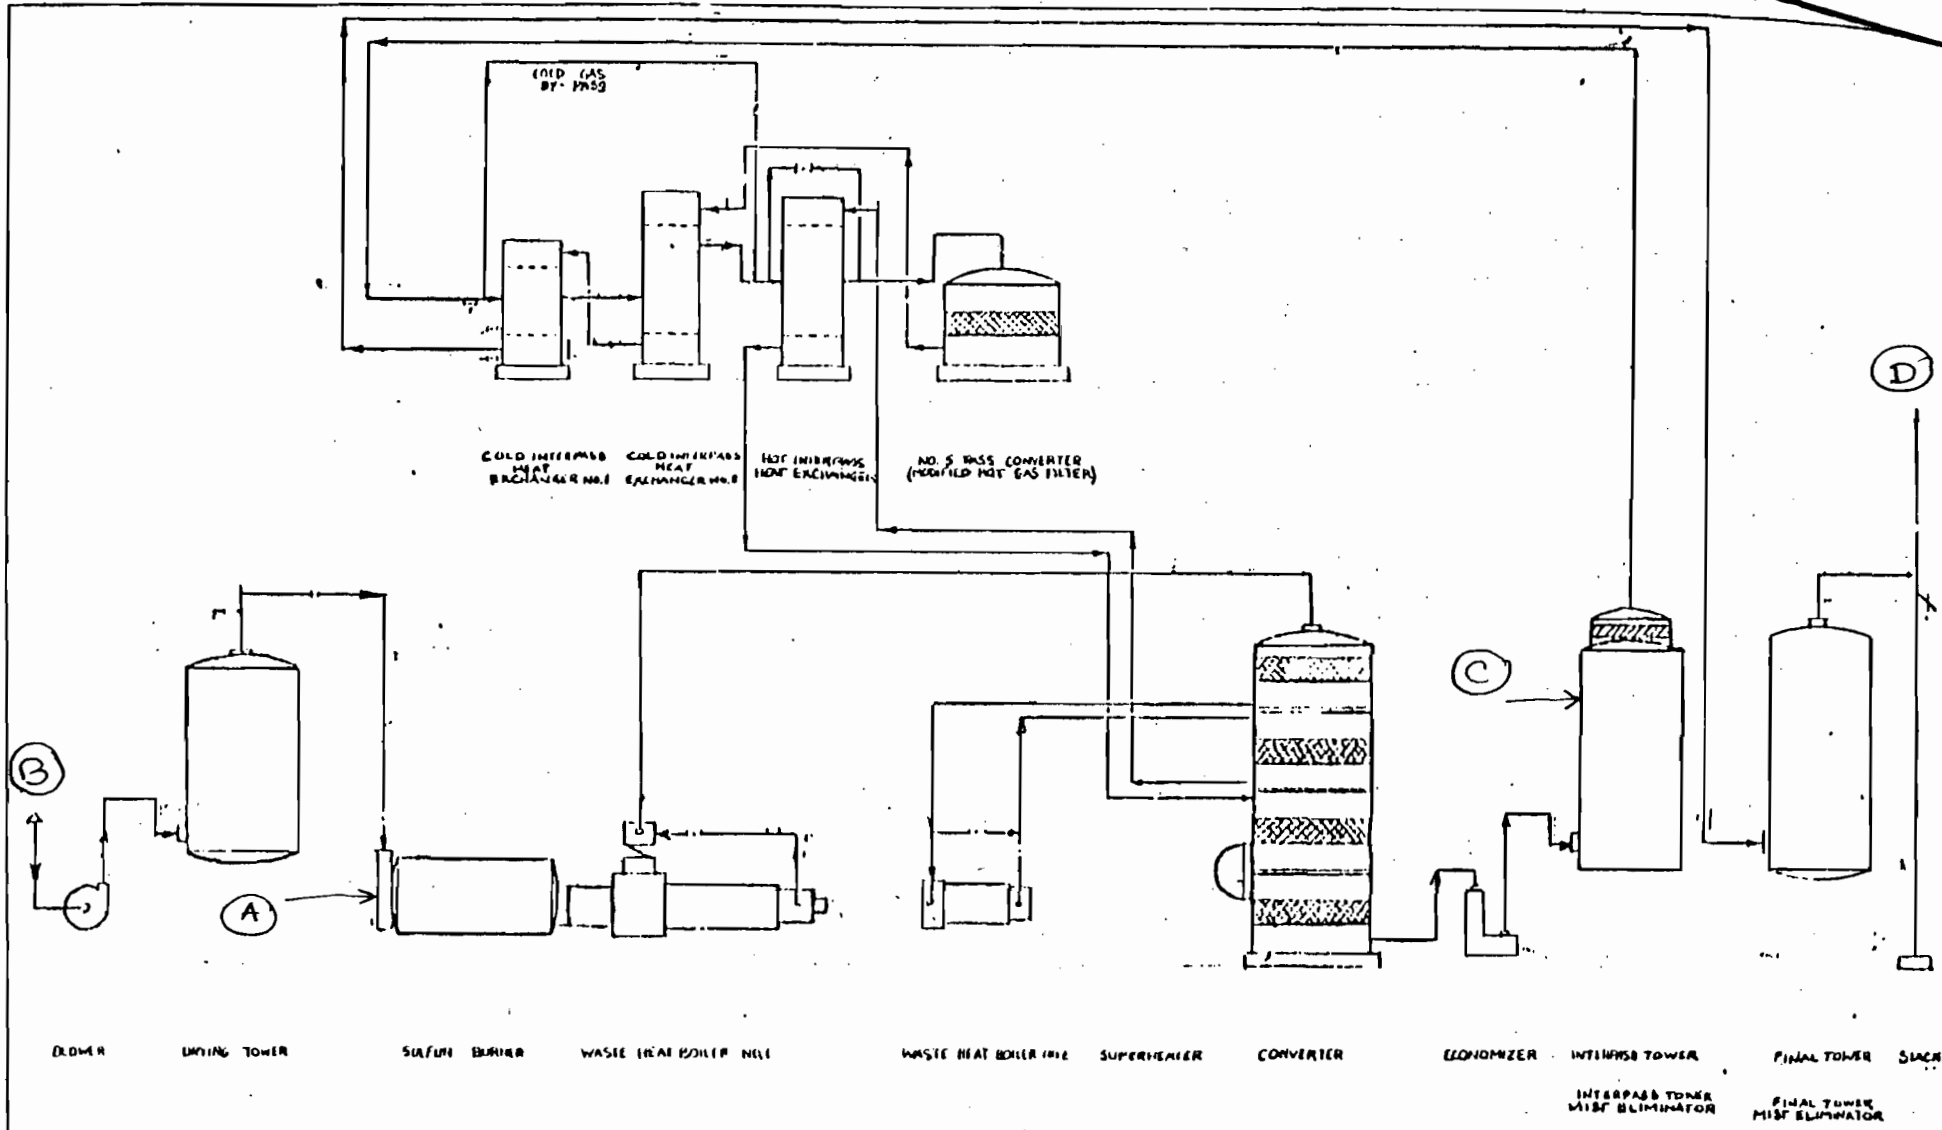 COLD GAS
BY-PASS
COLD INTERPASS
HEAT
EXCHANGER NO.1
COLD INTERPASS
HEAT
EXCHANGER NO.
HOT INTERPASS
HEAT EXCHANGER
NO. 5 PASS CONVERTER
(MODIFIED HOT GAS FILTER)
D
C
B
A
BLOWER
DRYING TOWER
SULFUR BURNER
WASTE HEAT BOILER NO.1
WASTE HEAT BOILER NO.2
SUPERHEATER
CONVERTER
ECONOMIZER
INTERPASS TOWER
FINAL TOWER
STACK
INTERPASS TOWER
MIST ELIMINATOR
FINAL TOWER
MIST ELIMINATOR